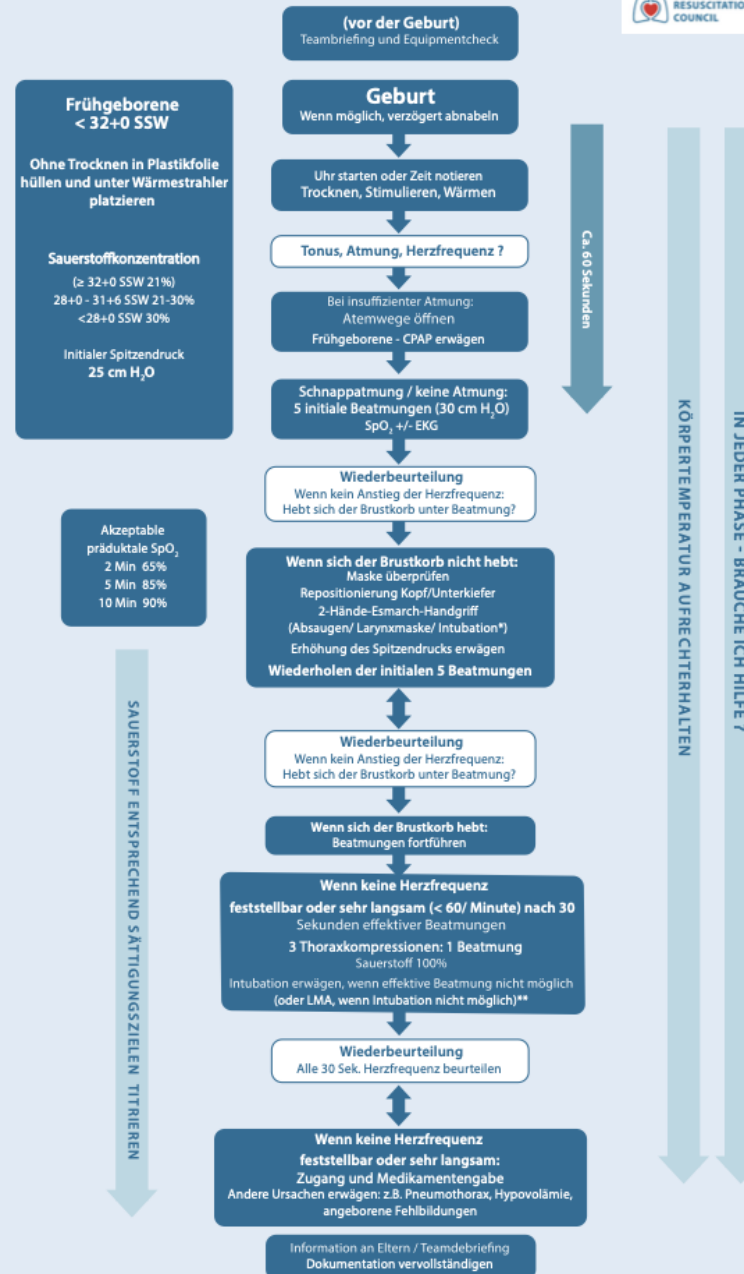 RESUSCITATION
COUNCIL
(vor der Geburt)
Teambriefing und Equipmentcheck
Geburt
Wenn möglich, verzögert abnabeln
Frühgeborene
< 32+0 SSW
Ohne Trocknen in Plastikfolie
hüllen und unter Wärmestrahler
platzieren
Sauerstoffkonzentration
(≥ 32+0 SSW 21%)
28+0 - 31+6 SSW 21-30%
<28+0 SSW 30%
Initialer Spitzendruck
25 cm H₂O
Uhr starten oder Zeit notieren
Trocknen, Stimulieren, Wärmen
Tonus, Atmung, Herzfrequenz ?
Bei insuffizienter Atmung:
Atemwege öffnen
Frühgeborene - CPAP erwägen
Schnappatmung / keine Atmung:
5 initiale Beatmungen (30 cm H₂O)
SpO₂ +/- EKG
Ca. 60 Sekunden
Wiederbeurteilung
Wenn kein Anstieg der Herzfrequenz:
Hebt sich der Brustkorb unter Beatmung?
Akzeptable
präduktale SpO₂
2 Min 65%
5 Min 85%
10 Min 90%
Wenn sich der Brustkorb nicht hebt:
Maske überprüfen
Repositionierung Kopf/Unterkiefer
2-Hände-Esmarch-Handgriff
(Absaugen/ Larynxmaske/ Intubation*)
Erhöhung des Spitzendrucks erwägen
Wiederholen der initialen 5 Beatmungen
Wiederbeurteilung
Wenn kein Anstieg der Herzfrequenz:
Hebt sich der Brustkorb unter Beatmung?
Wenn sich der Brustkorb hebt:
Beatmungen fortführen
Wenn keine Herzfrequenz
feststellbar oder sehr langsam (< 60/ Minute) nach 30
Sekunden effektiver Beatmungen
3 Thoraxkompressionen: 1 Beatmung
Sauerstoff 100%
Intubation erwägen, wenn effektive Beatmung nicht möglich
(oder LMA, wenn Intubation nicht möglich)**
Wiederbeurteilung
Alle 30 Sek. Herzfrequenz beurteilen
Wenn keine Herzfrequenz
feststellbar oder sehr langsam:
Zugang und Medikamentengabe
Andere Ursachen erwägen: z.B. Pneumothorax, Hypovolämie,
angeborene Fehlbildungen
Information an Eltern / Teamdebriefing
Dokumentation vervollständigen
SAUERSTOFF ENTSPRECHEND SÄTTIGUNGSZIELEN TITRIEREN
KÖRPERTEMPERATUR AUFRECHTERHALTEN
IN JEDER PHASE - BRAUCHE ICH HILFE ?